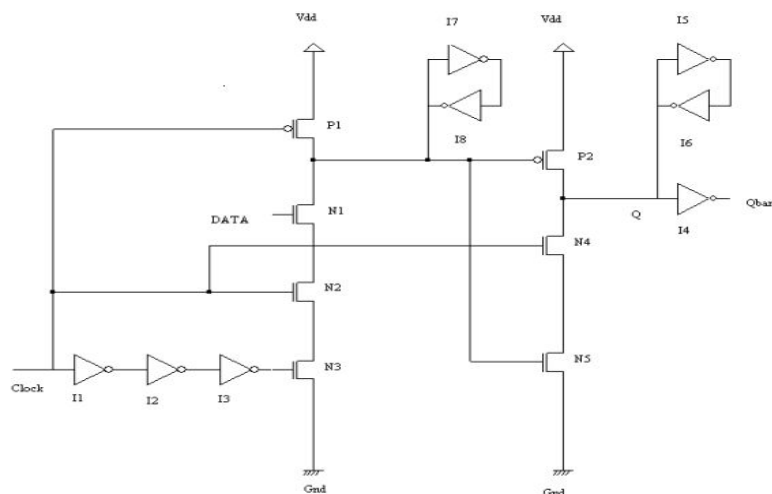 Vdd
I7
Vdd
I5
P1
I8
P2
I6
DATA
N1
Q
I4
Qbar
N4
N2
N3
N5
Clock
I1
I2
I3
Gnd
Gnd